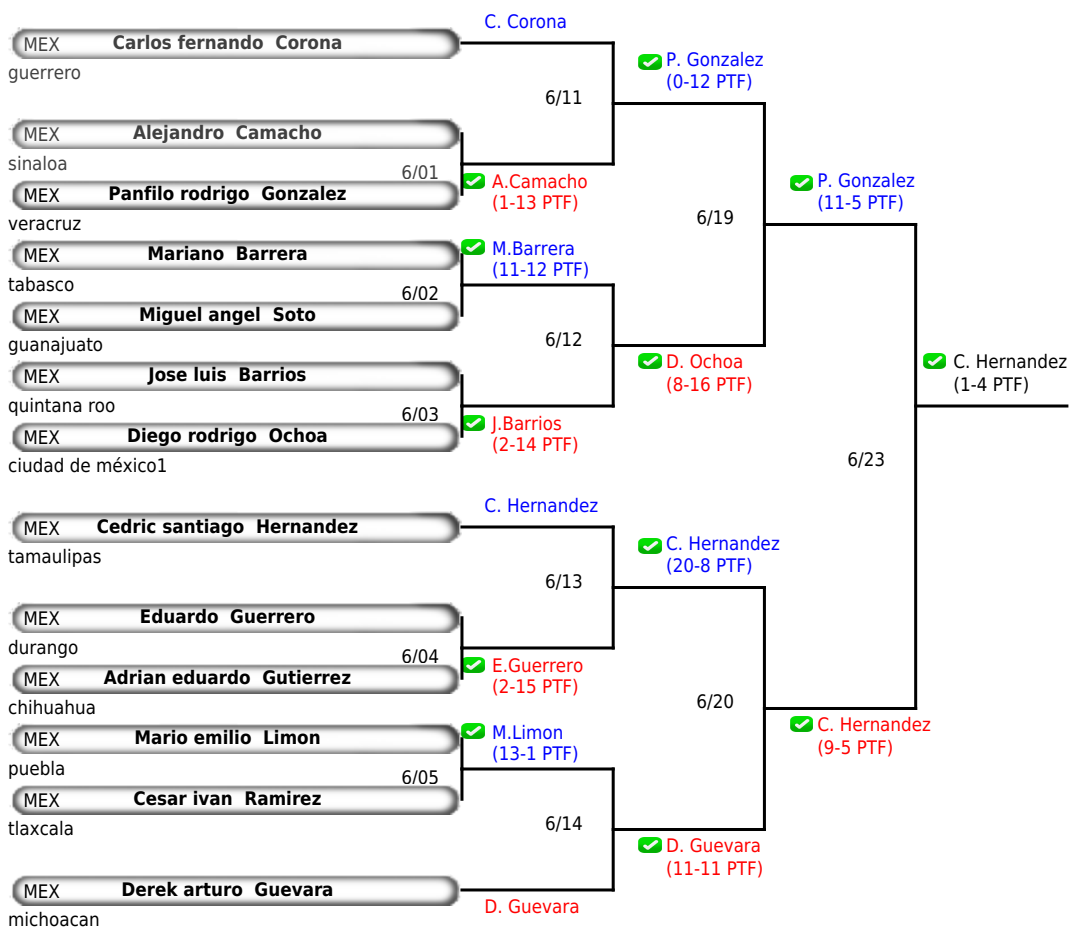 C. Corona
MEX Carlos fernando Corona
guerrero
P. Gonzalez
(0-12 PTF)
6/11
MEX Alejandro Camacho
sinaloa
6/01
A.Camacho
(1-13 PTF)
MEX Panfilo rodrigo Gonzalez
veracruz
P. Gonzalez
(11-5 PTF)
6/19
MEX Mariano Barrera
tabasco
M.Barrera
(11-12 PTF)
6/02
MEX Miguel angel Soto
guanajuato
6/12
D. Ochoa
(8-16 PTF)
C. Hernandez
(1-4 PTF)
MEX Jose luis Barrios
quintana roo
6/03
J.Barrios
(2-14 PTF)
MEX Diego rodrigo Ochoa
ciudad de méxico1
6/23
C. Hernandez
MEX Cedric santiago Hernandez
tamaulipas
C. Hernandez
(20-8 PTF)
6/13
MEX Eduardo Guerrero
durango
6/04
E.Guerrero
(2-15 PTF)
MEX Adrian eduardo Gutierrez
chihuahua
6/20
C. Hernandez
(9-5 PTF)
MEX Mario emilio Limon
puebla
M.Limon
(13-1 PTF)
6/05
MEX Cesar ivan Ramirez
tlaxcala
6/14
D. Guevara
(11-11 PTF)
MEX Derek arturo Guevara
michoacan
D. Guevara